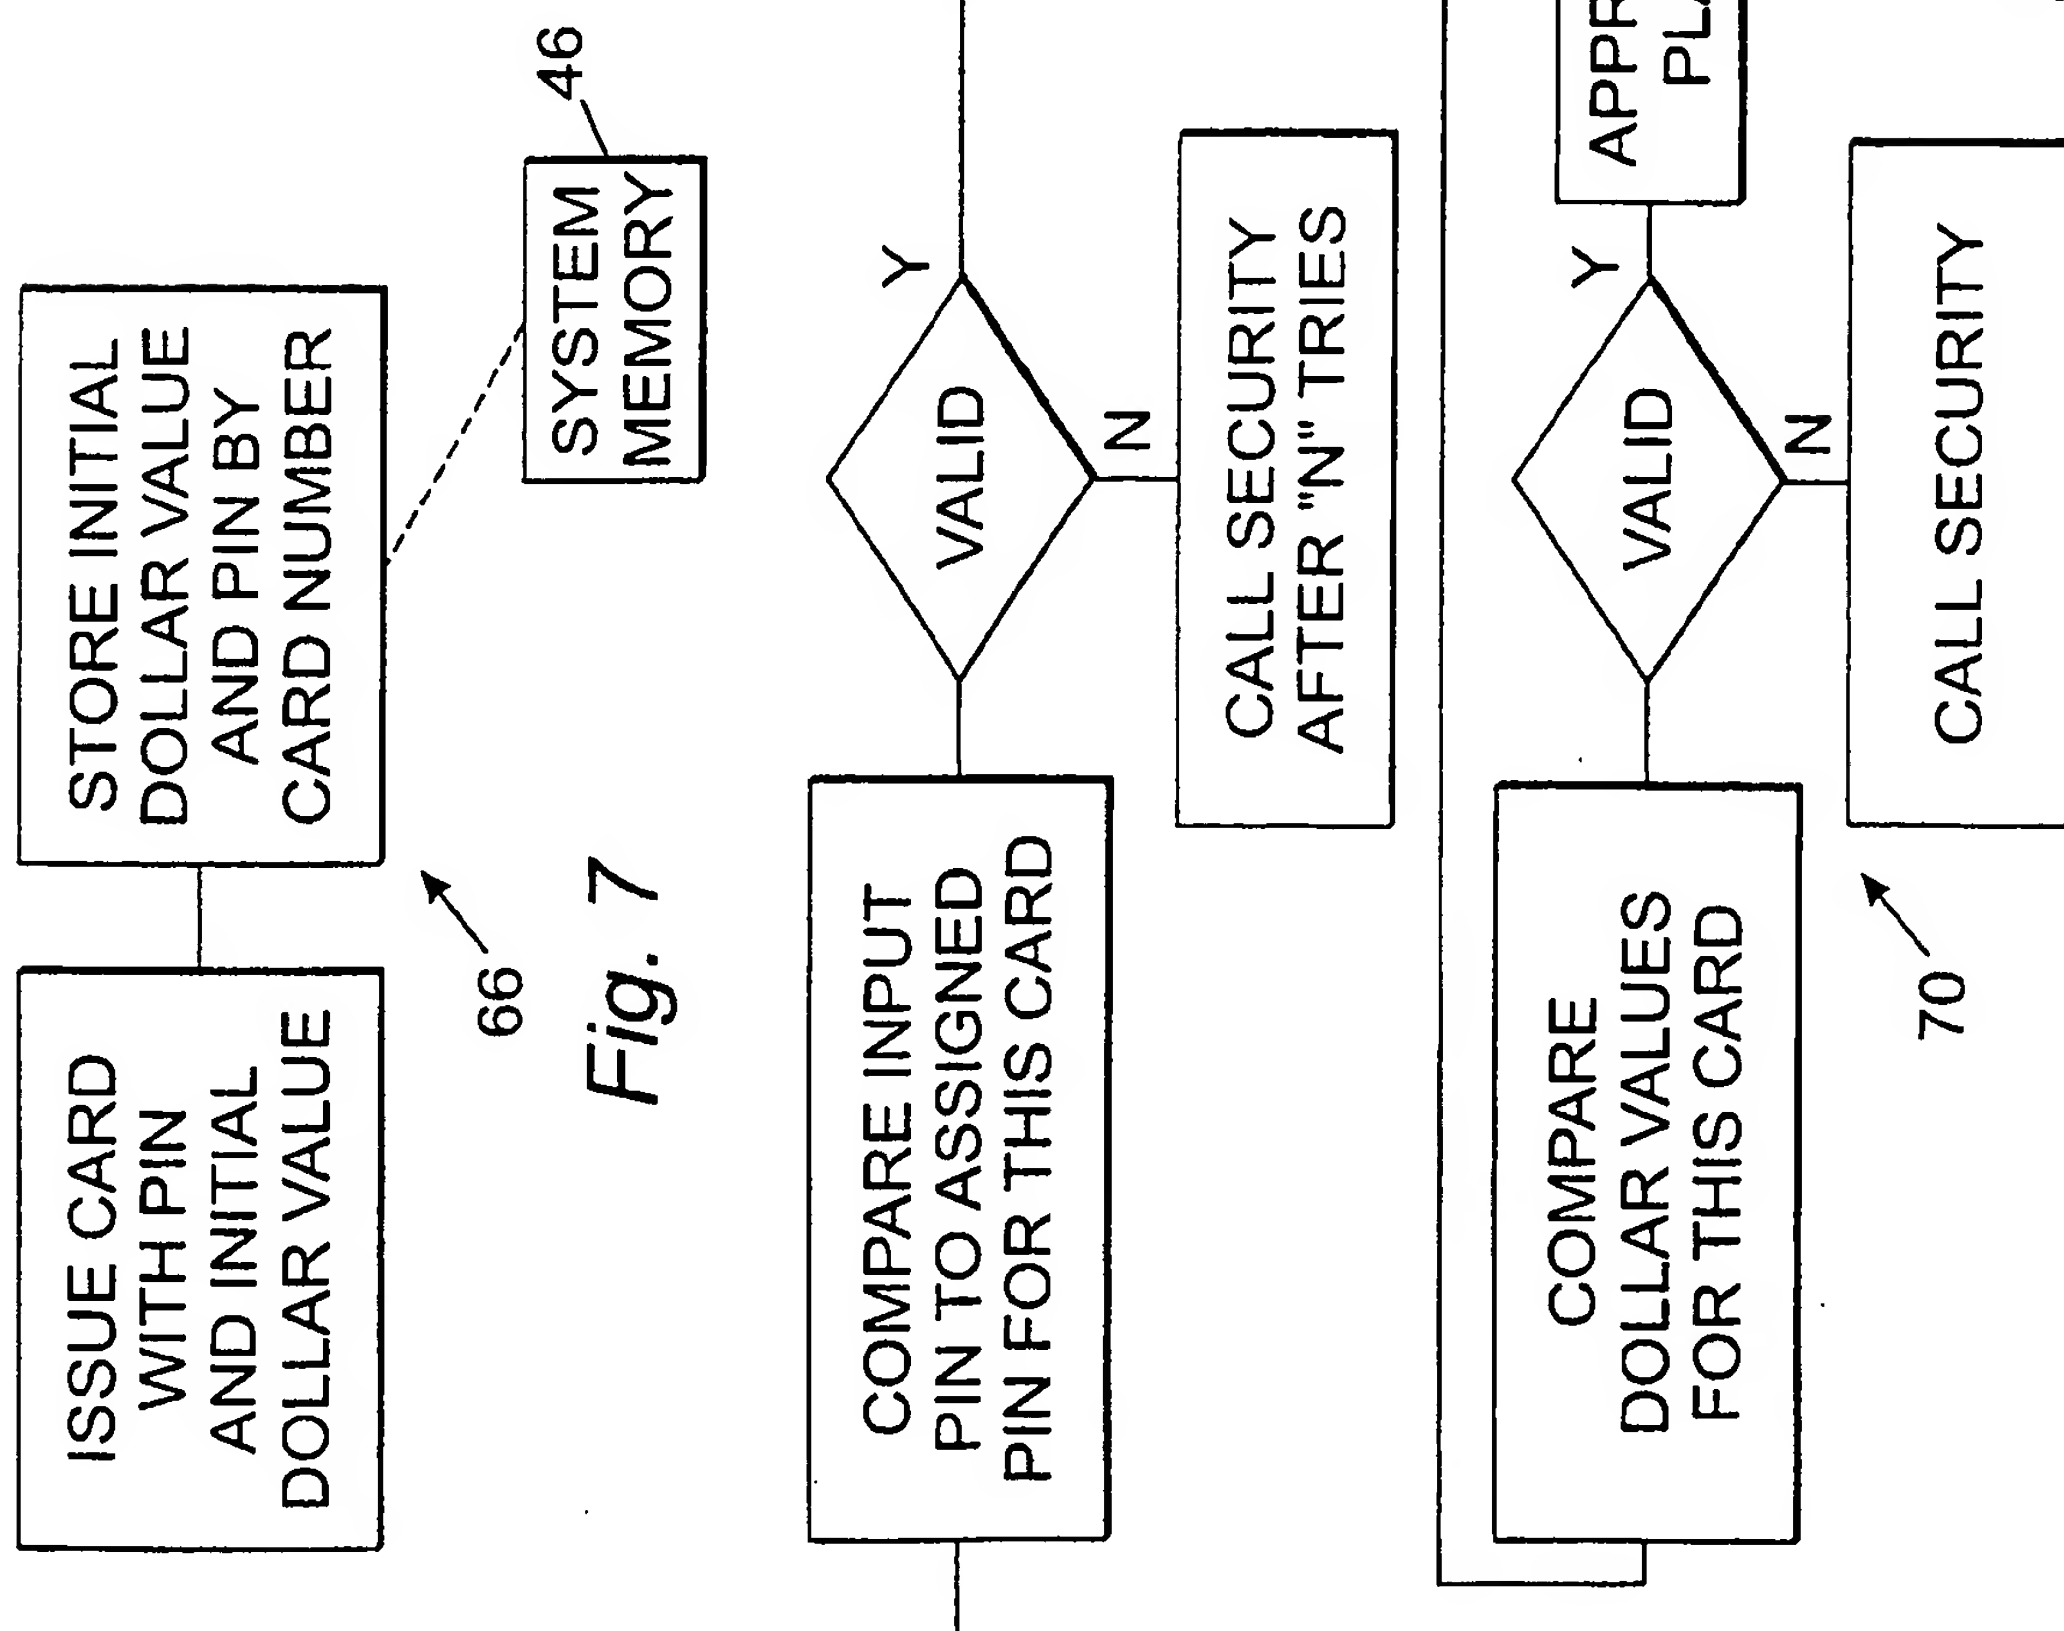 ISSUE CARD
WITH PIN
AND INITIAL
DOLLAR VALUE
STORE INITIAL
DOLLAR VALUE
AND PIN BY
CARD NUMBER
66
SYSTEM
MEMORY
46
Fig. 7
COMPARE INPUT
PIN TO ASSIGNED
PIN FOR THIS CARD
VALID
Y
N
CALL SECURITY
AFTER "N" TRIES
COMPARE
DOLLAR VALUES
FOR THIS CARD
VALID
Y
N
APPR
PLA
CALL SECURITY
70